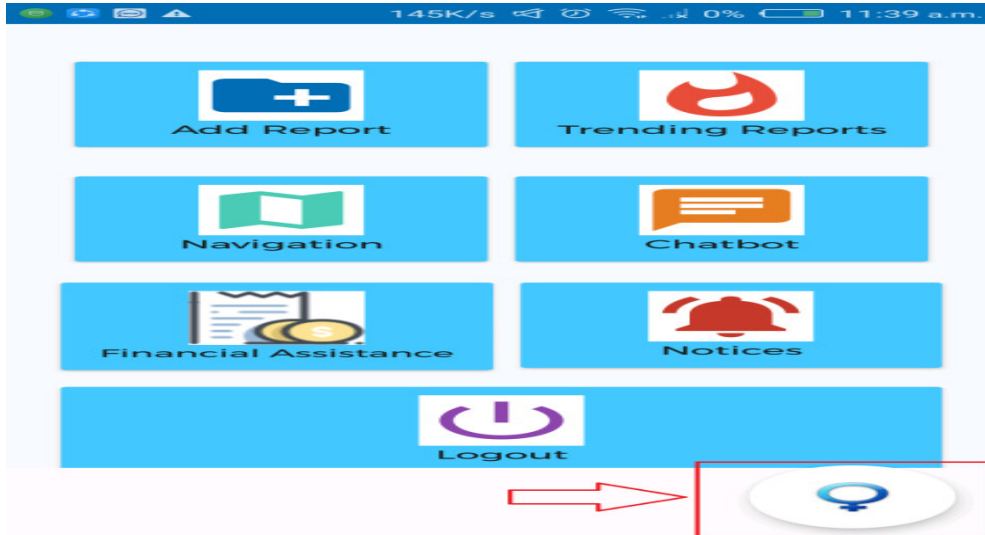 145K/s 0% 11:39 a.m.
Add Report
Trending Reports
Navigation
Chatbot
Financial Assistance
Notices
Logout